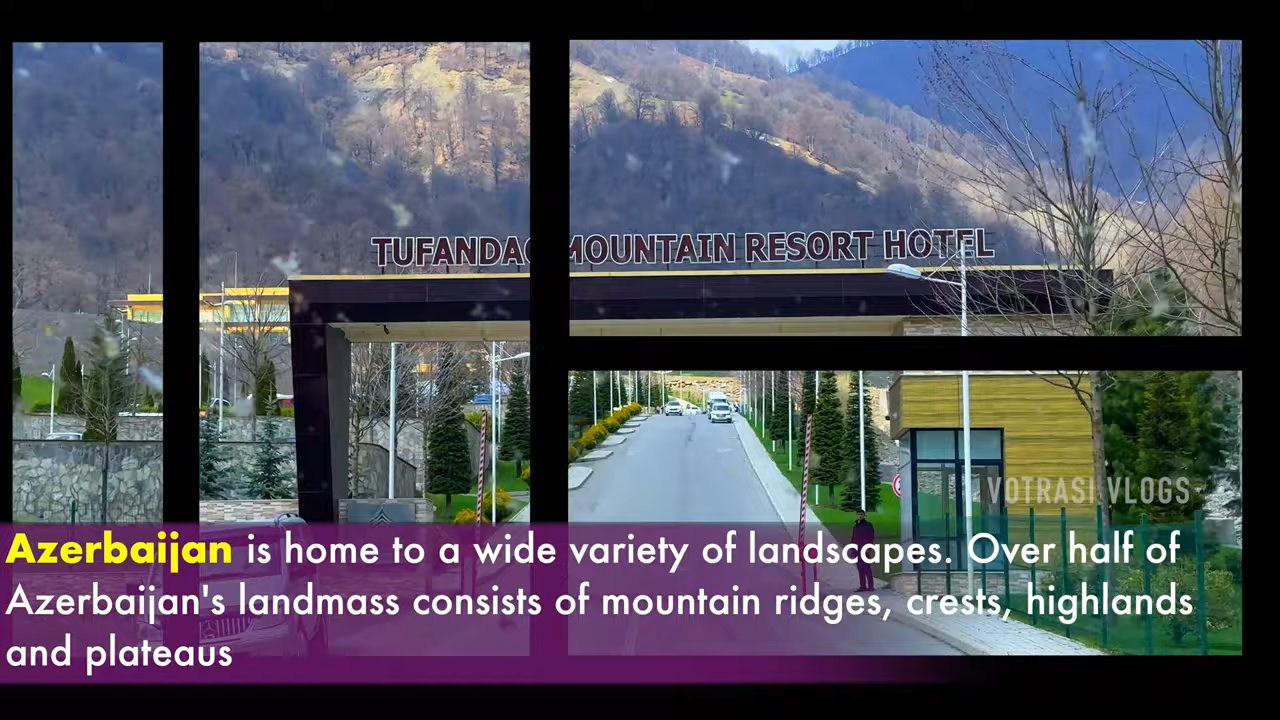 TUFANDAG MOUNTAIN RESORT HOTEL
VOTRASI VLOGS
Azerbaijan is home to a wide variety of landscapes. Over half of
Azerbaijan's landmass consists of mountain ridges, crests, highlands
and plateaus